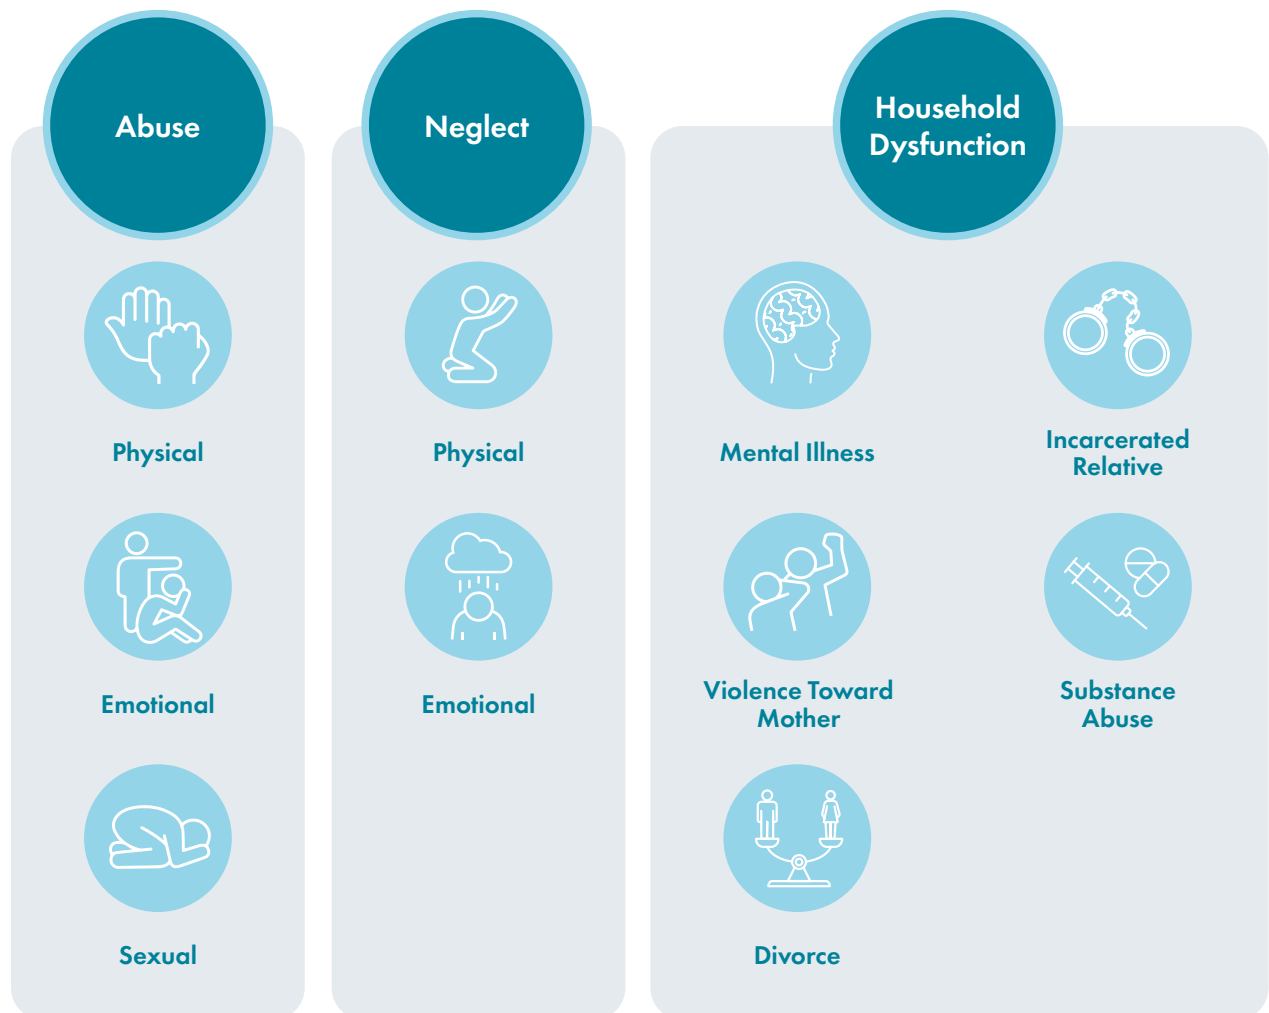 Abuse
Physical
Emotional
Sexual
Neglect
Physical
Emotional
Household
Dysfunction
Mental Illness
Incarcerated
Relative
Violence Toward
Mother
Substance
Abuse
Divorce